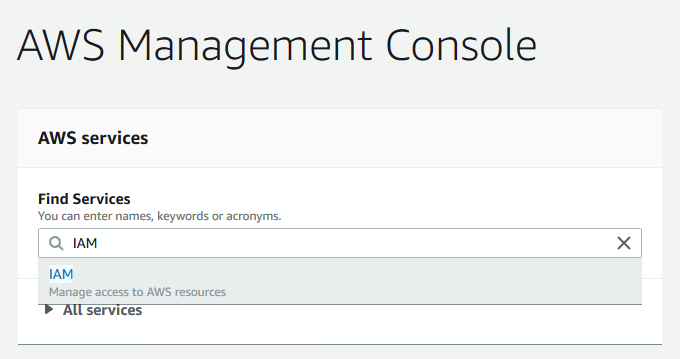 AWS Management Console
AWS services
Find Services
You can enter names, keywords or acronyms.
IAM
IAM
Manage access to AWS resources
All services